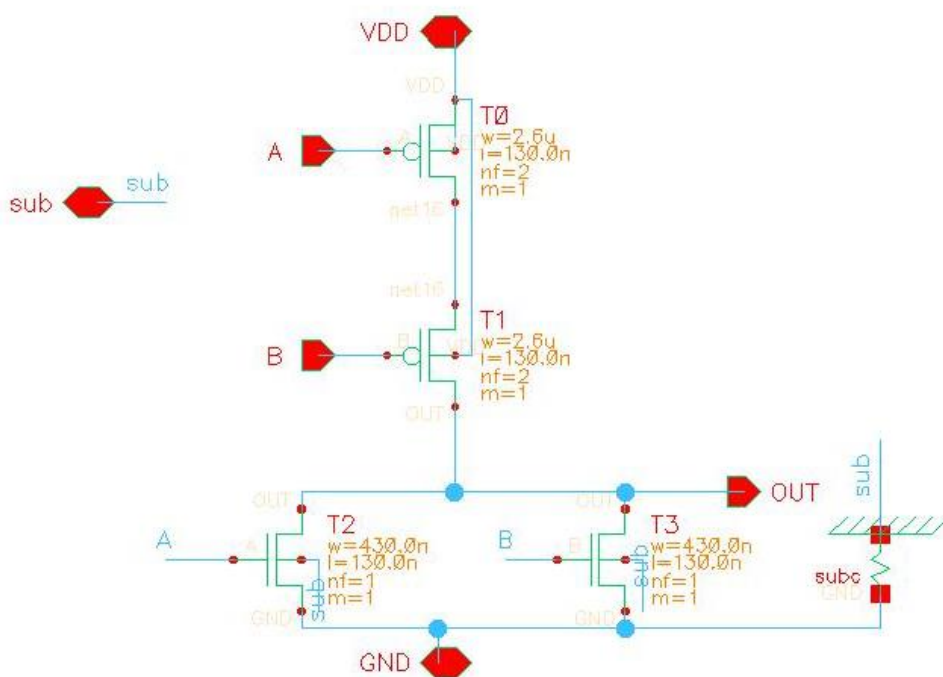 VDD
VDD
T0
A
A
w=2.6u
l=130.0n
nf=2
m=1
sub
sub
net16
net16
T1
B
B
w=2.6u
l=130.0n
nf=2
m=1
OUT
OUT
OUT
OUT
sub
A
A
T2
w=430.0n
l=130.0n
nf=1
m=1
sub
GND
B
B
T3
w=430.0n
l=130.0n
nf=1
m=1
sub
GND
subc
GND
GND